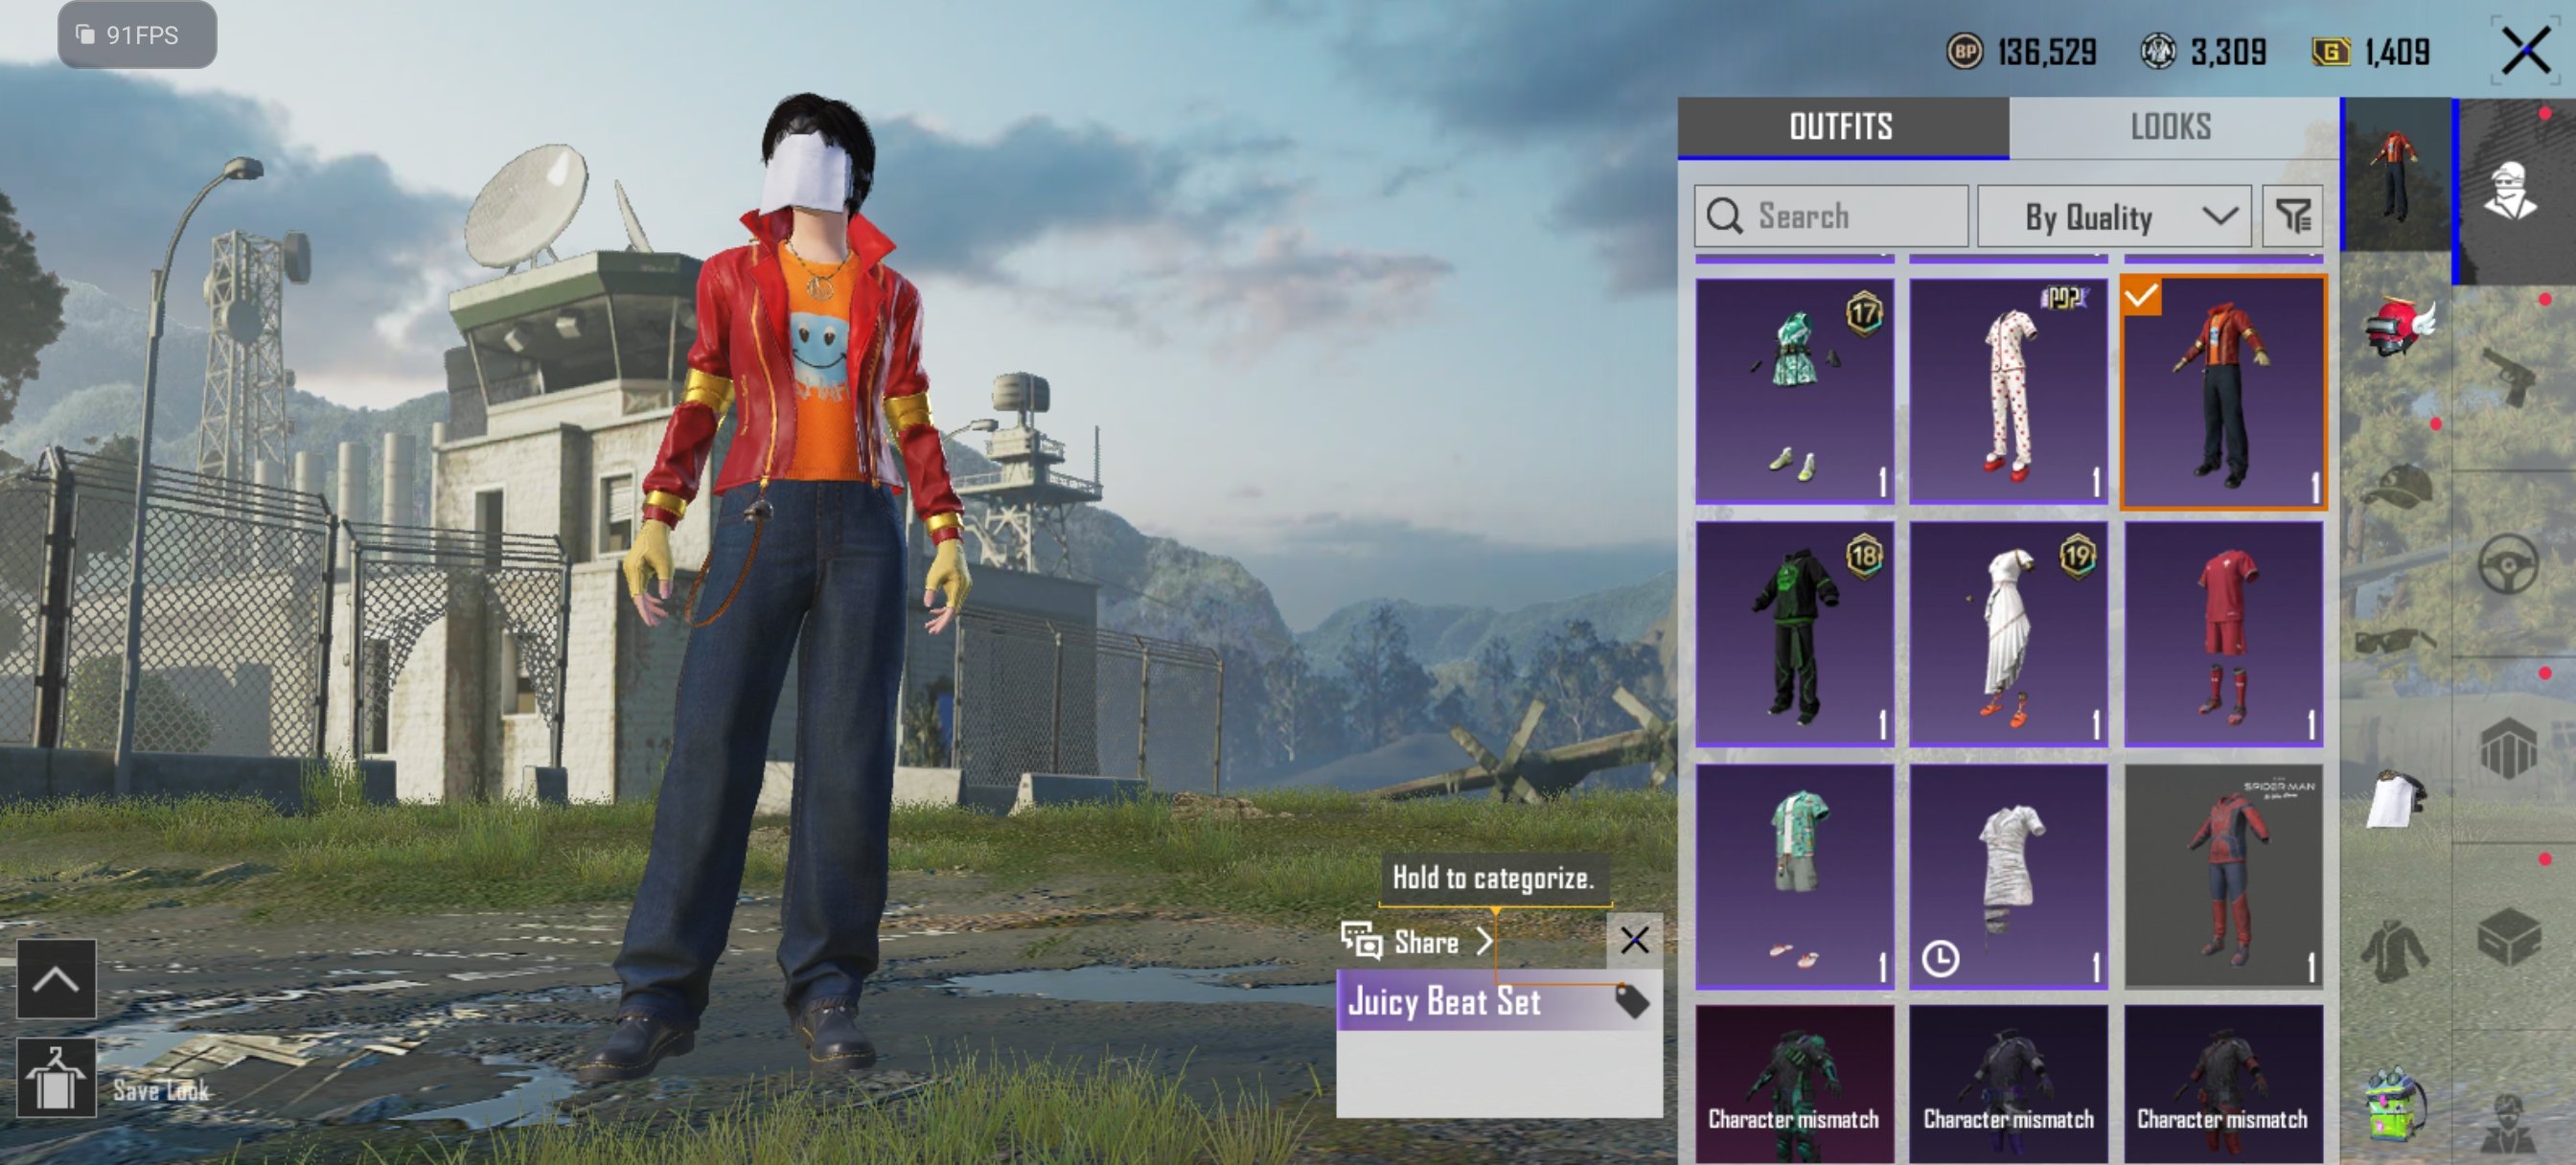 91FPS
BP 136,529 3,309 G 1,409
OUTFITS LOOKS
Search By Quality
17
1 1 1
18 19
1 1 1
SPIDER-MAN
1 1 1
Character mismatch Character mismatch Character mismatch
Hold to categorize.
Share
Juicy Beat Set
Save Look